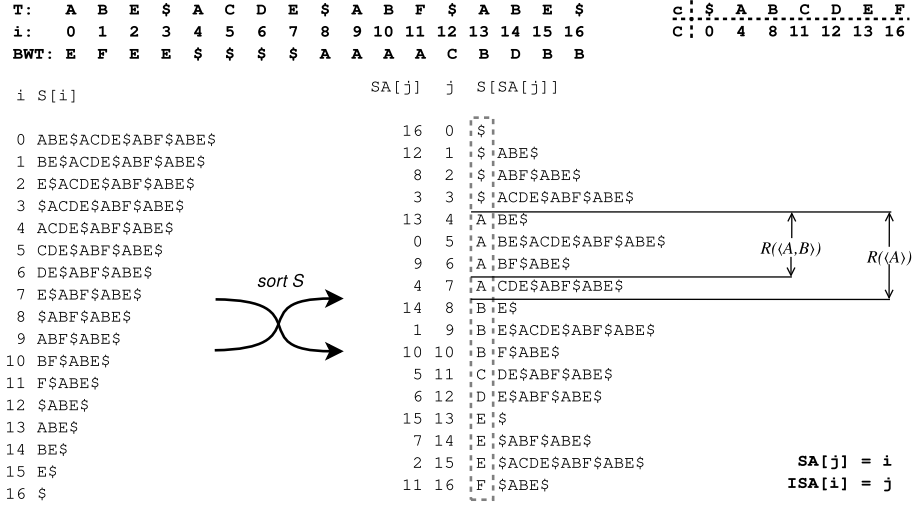 T: A B E $ A C D E $ A B F $ A B E $
i: 0 1 2 3 4 5 6 7 8 9 10 11 12 13 14 15 16
BWT: E F E E $ $ $ $ A A A A C B D B B
c $ A B C D E F
C 0 4 8 11 12 13 16
i S[i]
0 ABE$ACDE$ABF$ABE$
1 BE$ACDE$ABF$ABE$
2 E$ACDE$ABF$ABE$
3 $ACDE$ABF$ABE$
4 ACDE$ABF$ABE$
5 CDE$ABF$ABE$
6 DE$ABF$ABE$
7 E$ABF$ABE$
8 $ABF$ABE$
9 ABF$ABE$
10 BF$ABE$
11 F$ABE$
12 $ABE$
13 ABE$
14 BE$
15 E$
16 $
sort S
SA[j] j S[SA[j]]
16 0 $
12 1 $ABE$
8 2 $ABF$ABE$
3 3 $ACDE$ABF$ABE$
13 4 ABE$
0 5 ABE$ACDE$ABF$ABE$
9 6 ABF$ABE$
4 7 ACDE$ABF$ABE$
14 8 BE$
1 9 BE$ACDE$ABF$ABE$
10 10 BF$ABE$
5 11 CDE$ABF$ABE$
6 12 DE$ABF$ABE$
15 13 E$
7 14 E$ABF$ABE$
2 15 E$ACDE$ABF$ABE$
11 16 F$ABE$
R(⟨A,B⟩)
R(⟨A⟩)
SA[j] = i
ISA[i] = j